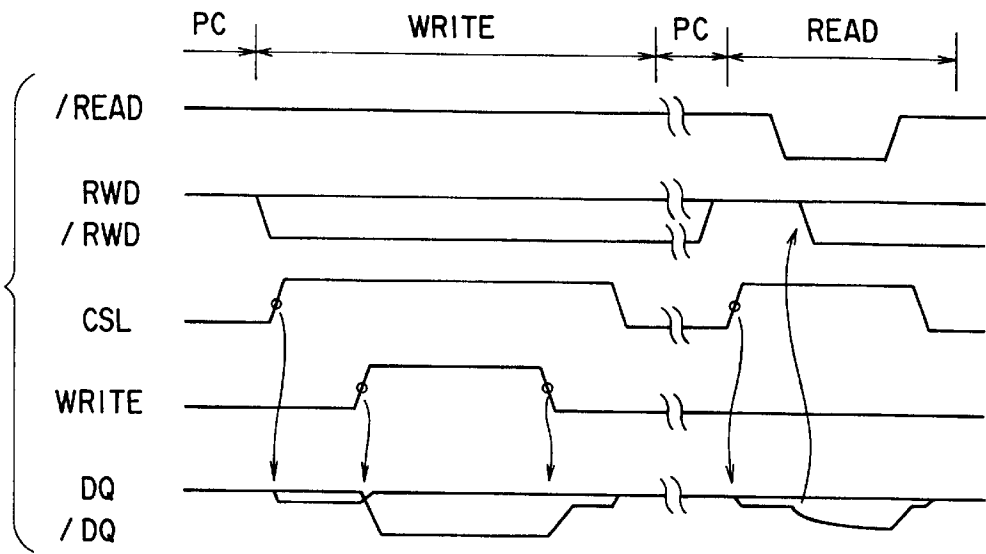 PC WRITE PC READ
/READ
RWD
/RWD
CSL
WRITE
DQ
/DQ